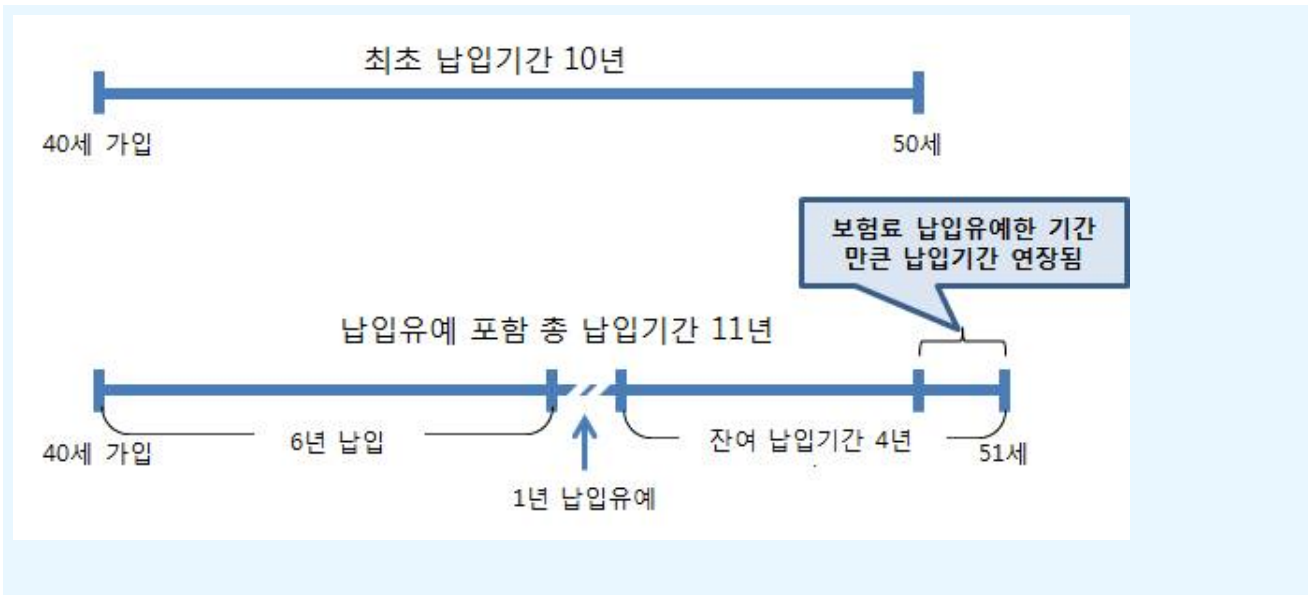 최초 납입기간 10년
40세 가입
50세
보험료 납입유예한 기간
만큼 납입기간 연장됨
납입유예 포함 총 납입기간 11년
40세 가입
6년 납입
잔여 납입기간 4년
51세
1년 납입유예